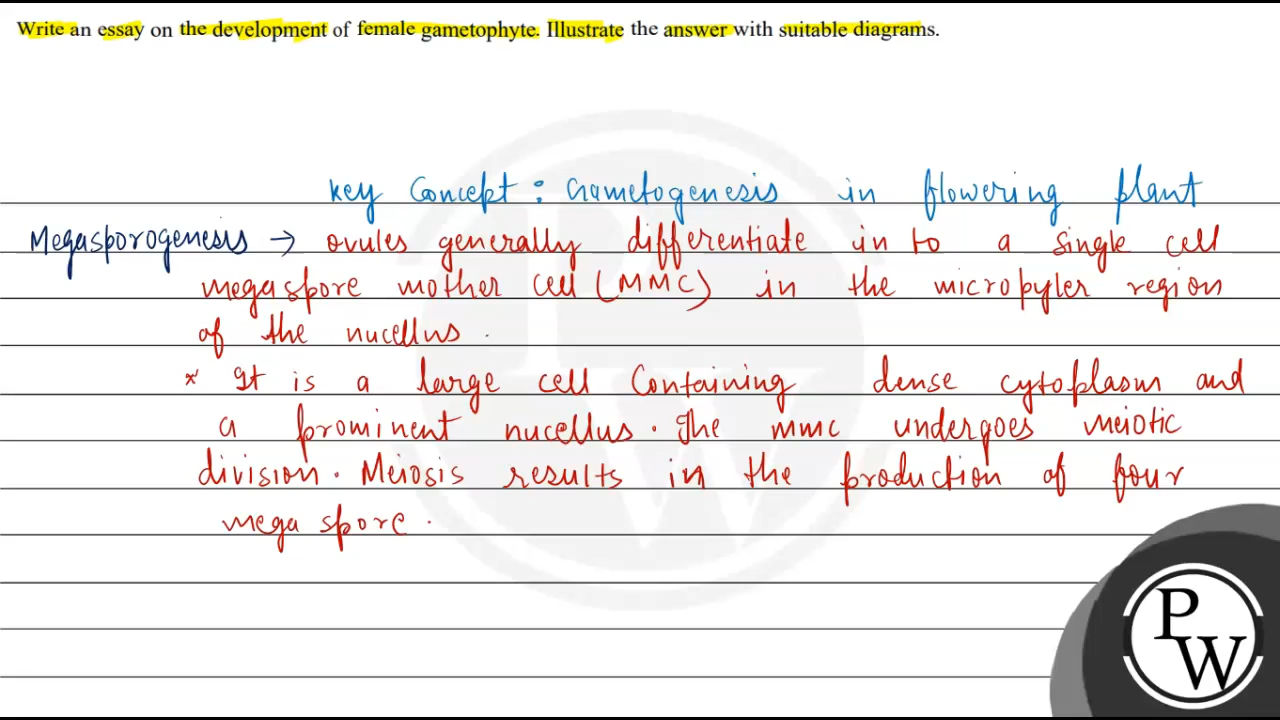 Write an essay on the development of female gametophyte. Illustrate the answer with suitable diagrams.
Key Concept : Gametogenesis in flowering plant
Megasporogenesis → ovules generally differentiate in to a single cell
megaspore mother cell (MMC) in the micropyler region
of the nucellus.
* It is a large cell containing dense cytoplasm and
a prominent nucellus. The mmc undergoes meiotic
division. Meiosis results in the production of four
mega spore.
P
W